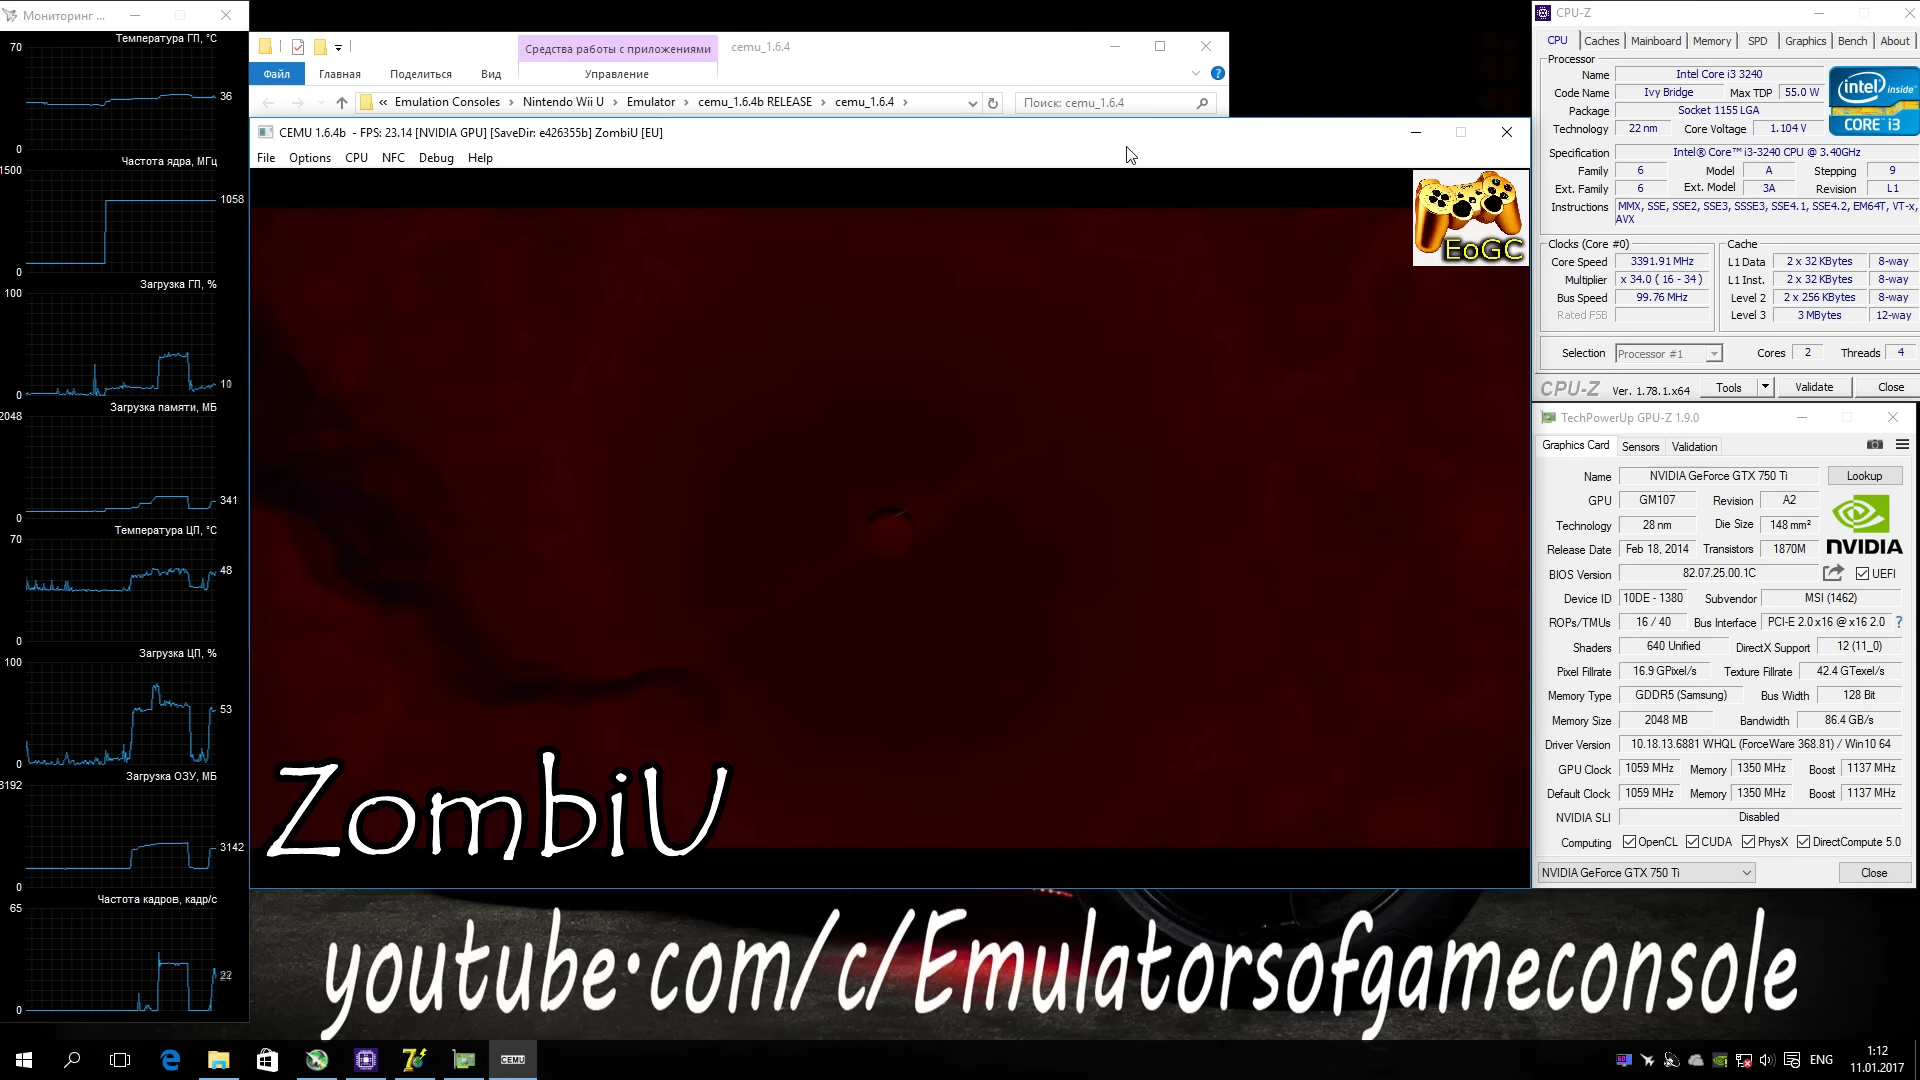 Мониторинг ...
Температура ГП, °C
70
36
0
Частота ядра, МГц
1500
1058
0
Загрузка ГП, %
100
10
0
Загрузка памяти, МБ
2048
341
0
Температура ЦП, °C
70
48
0
Загрузка ЦП, %
100
53
0
Загрузка ОЗУ, МБ
8192
3142
0
Частота кадров, кадр/с
65
22
0
Средства работы с приложениями cemu_1.6.4
Файл Главная Поделиться Вид Управление
« Emulation Consoles › Nintendo Wii U › Emulator › cemu_1.6.4b RELEASE › cemu_1.6.4 ›
Поиск: cemu_1.6.4
CEMU 1.6.4b - FPS: 23.14 [NVIDIA GPU] [SaveDir: e426355b] ZombiU [EU]
File Options CPU NFC Debug Help
EoGC
ZombiU
youtube.com/c/Emulatorsofgameconsole
CPU-Z
CPU Caches Mainboard Memory SPD Graphics Bench About
Processor
Name Intel Core i3 3240
Code Name Ivy Bridge Max TDP 55.0 W
Package Socket 1155 LGA
Technology 22 nm Core Voltage 1.104 V
intel inside™
CORE i3
Specification Intel® Core™ i3-3240 CPU @ 3.40GHz
Family 6 Model A Stepping 9
Ext. Family 6 Ext. Model 3A Revision L1
Instructions MMX, SSE, SSE2, SSE3, SSSE3, SSE4.1, SSE4.2, EM64T, VT-x,
AVX
Clocks (Core #0) Cache
Core Speed 3391.91 MHz L1 Data 2 x 32 KBytes 8-way
Multiplier x 34.0 ( 16 - 34 ) L1 Inst. 2 x 32 KBytes 8-way
Bus Speed 99.76 MHz Level 2 2 x 256 KBytes 8-way
Rated FSB Level 3 3 MBytes 12-way
Selection Processor #1 Cores 2 Threads 4
CPU-Z Ver. 1.78.1.x64 Tools Validate Close
TechPowerUp GPU-Z 1.9.0
Graphics Card Sensors Validation
Name NVIDIA GeForce GTX 750 Ti Lookup
GPU GM107 Revision A2
Technology 28 nm Die Size 148 mm²
Release Date Feb 18, 2014 Transistors 1870M
NVIDIA
BIOS Version 82.07.25.00.1C UEFI
Device ID 10DE - 1380 Subvendor MSI (1462)
ROPs/TMUs 16 / 40 Bus Interface PCI-E 2.0 x16 @ x16 2.0 ?
Shaders 640 Unified DirectX Support 12 (11_0)
Pixel Fillrate 16.9 GPixel/s Texture Fillrate 42.4 GTexel/s
Memory Type GDDR5 (Samsung) Bus Width 128 Bit
Memory Size 2048 MB Bandwidth 86.4 GB/s
Driver Version 10.18.13.6881 WHQL (ForceWare 368.81) / Win10 64
GPU Clock 1059 MHz Memory 1350 MHz Boost 1137 MHz
Default Clock 1059 MHz Memory 1350 MHz Boost 1137 MHz
NVIDIA SLI Disabled
Computing OpenCL CUDA PhysX DirectCompute 5.0
NVIDIA GeForce GTX 750 Ti Close
CEMU
ENG
1:12
11.01.2017